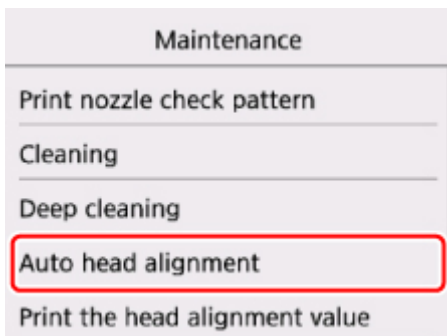 Maintenance
Print nozzle check pattern
Cleaning
Deep cleaning
Auto head alignment
Print the head alignment value